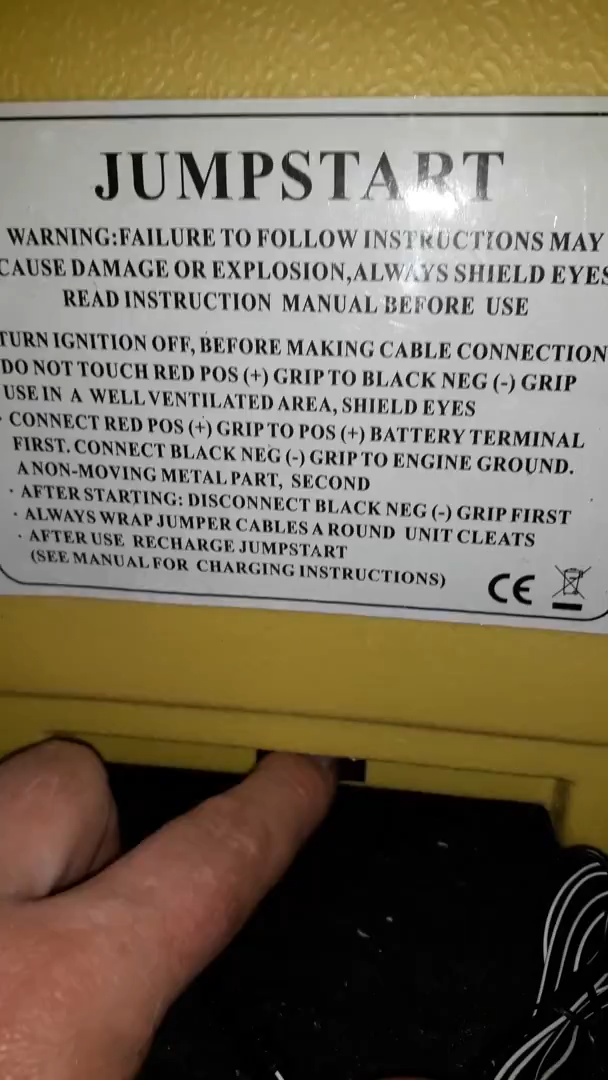 JUMPSTART
WARNING:FAILURE TO FOLLOW INSTRUCTIONS MAY
CAUSE DAMAGE OR EXPLOSION,ALWAYS SHIELD EYES
READ INSTRUCTION MANUAL BEFORE USE
TURN IGNITION OFF, BEFORE MAKING CABLE CONNECTION
DO NOT TOUCH RED POS (+) GRIP TO BLACK NEG (-) GRIP
USE IN A WELL VENTILATED AREA, SHIELD EYES
· CONNECT RED POS (+) GRIP TO POS (+) BATTERY TERMINAL
FIRST. CONNECT BLACK NEG (-) GRIP TO ENGINE GROUND.
A NON-MOVING METAL PART, SECOND
· AFTER STARTING: DISCONNECT BLACK NEG (-) GRIP FIRST
· ALWAYS WRAP JUMPER CABLES A ROUND UNIT CLEATS
· AFTER USE RECHARGE JUMPSTART
(SEE MANUAL FOR CHARGING INSTRUCTIONS)
CE